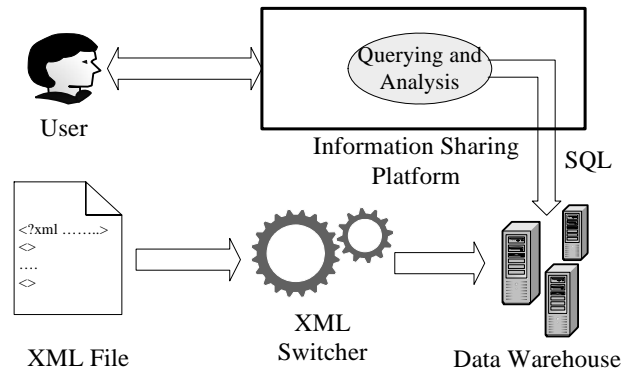 Querying and
Analysis
User
Information Sharing
Platform
SQL
<?xml ……..>
<>
….
<>
XML
Switcher
XML File
Data Warehouse